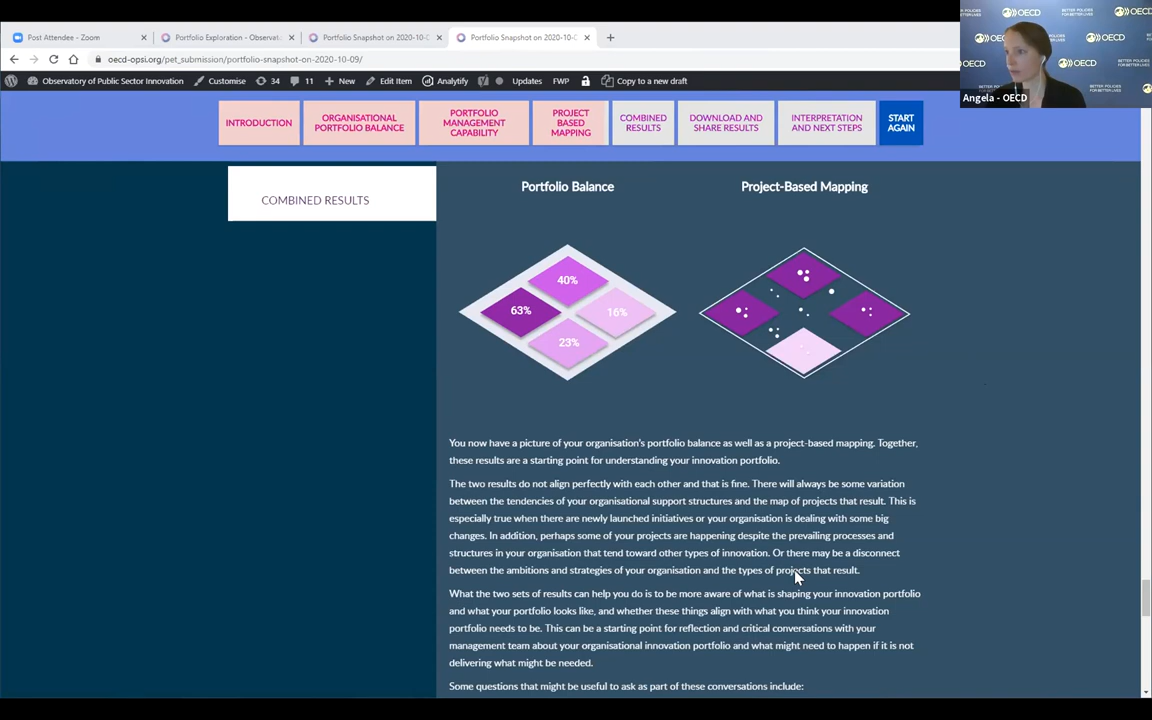 Post Attendee - Zoom
Portfolio Exploration - Observat
Portfolio Snapshot on 2020-10-0
Portfolio Snapshot on 2020-10-0
oecd-opsi.org/pet_submission/portfolio-snapshot-on-2020-10-09/
Observatory of Public Sector Innovation
Customise
34
11
New
Edit Item
Analytify
Updates
FWP
Copy to a new draft
OECD
BETTER POLICIES
FOR BETTER LIVES
Angela - OECD
INTRODUCTION
ORGANISATIONAL
PORTFOLIO BALANCE
PORTFOLIO
MANAGEMENT
CAPABILITY
PROJECT
BASED
MAPPING
COMBINED
RESULTS
DOWNLOAD AND
SHARE RESULTS
INTERPRETATION
AND NEXT STEPS
START
AGAIN
COMBINED RESULTS
Portfolio Balance
Project-Based Mapping
40%
63%
16%
23%
You now have a picture of your organisation's portfolio balance as well as a project-based mapping. Together,
these results are a starting point for understanding your innovation portfolio.
The two results do not align perfectly with each other and that is fine. There will always be some variation
between the tendencies of your organisational support structures and the map of projects that result. This is
especially true when there are newly launched initiatives or your organisation is dealing with some big
changes. In addition, perhaps some of your projects are happening despite the prevailing processes and
structures in your organisation that tend toward other types of innovation. Or there may be a disconnect
between the ambitions and strategies of your organisation and the types of projects that result.
What the two sets of results can help you do is to be more aware of what is shaping your innovation portfolio
and what your portfolio looks like, and whether these things align with what you think your innovation
portfolio needs to be. This can be a starting point for reflection and critical conversations with your
management team about your organisational innovation portfolio and what might need to happen if it is not
delivering what might be needed.
Some questions that might be useful to ask as part of these conversations include: